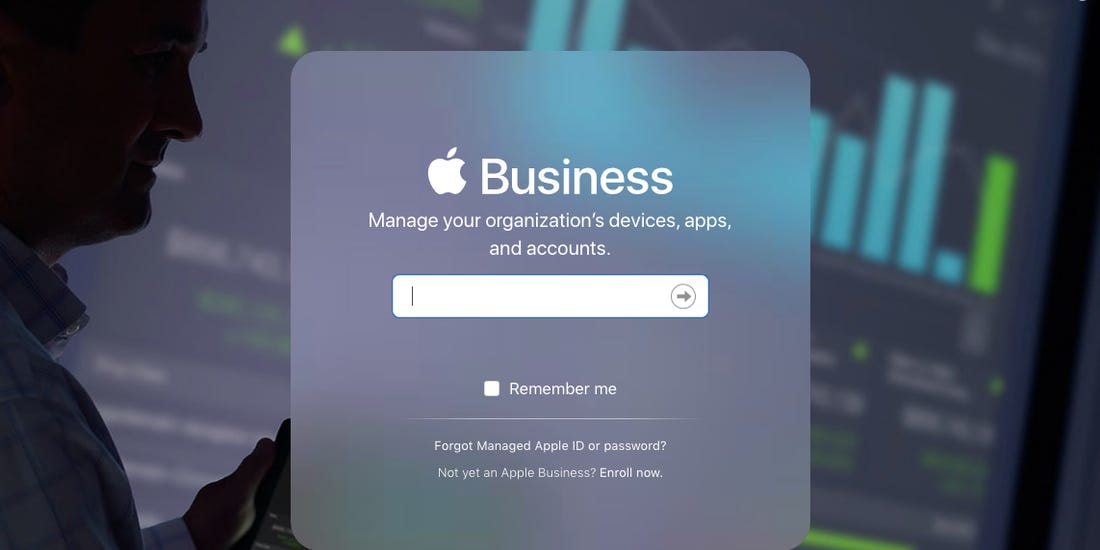 Business
Manage your organization's devices, apps,
and accounts.
Remember me
Forgot Managed Apple ID or password?
Not yet an Apple Business? Enroll now.